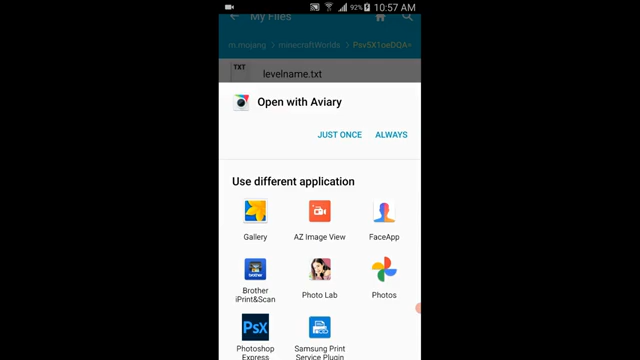 92% 10:57 AM
My Files
m.mojang > minecraftWorlds > Psv5X1oeDQA=
TXT
levelname.txt
Open with Aviary
JUST ONCE ALWAYS
Use different application
Gallery AZ Image View FaceApp
brother
Brother
iPrint&Scan Photo Lab Photos
PsX
Photoshop
Express Samsung Print
Service Plugin